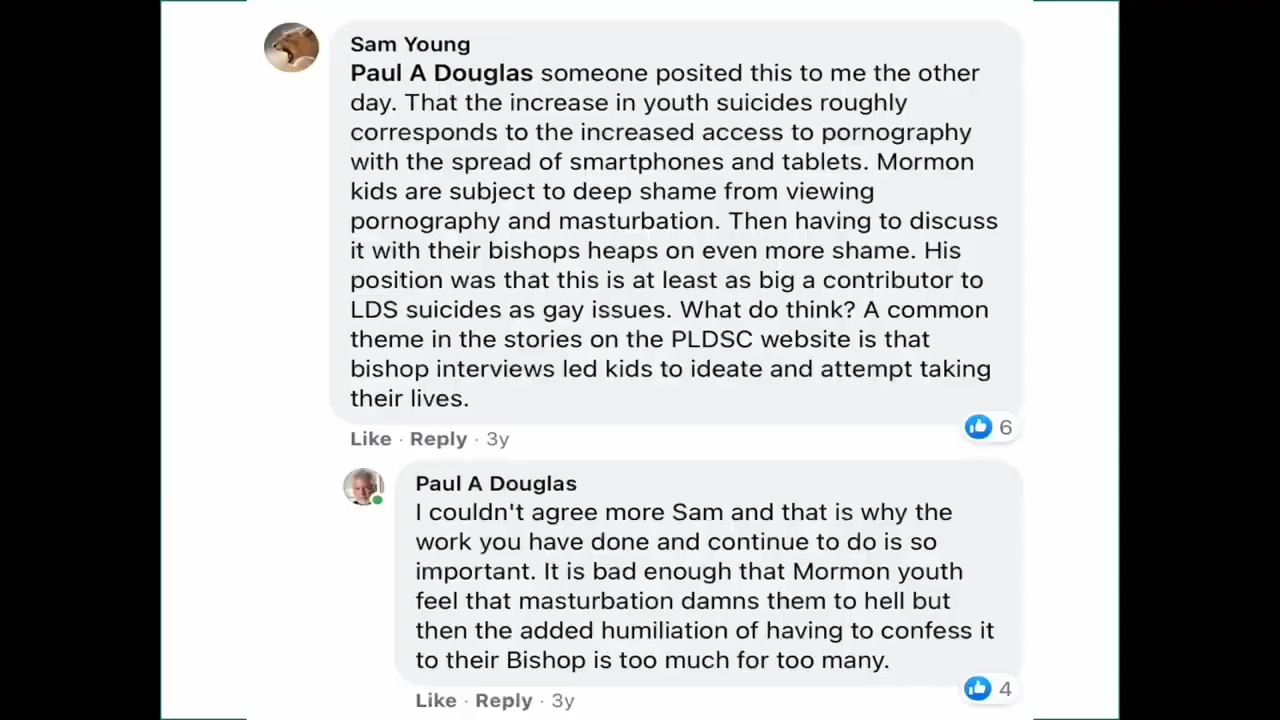 Sam Young
Paul A Douglas someone posited this to me the other
day. That the increase in youth suicides roughly
corresponds to the increased access to pornography
with the spread of smartphones and tablets. Mormon
kids are subject to deep shame from viewing
pornography and masturbation. Then having to discuss
it with their bishops heaps on even more shame. His
position was that this is at least as big a contributor to
LDS suicides as gay issues. What do think? A common
theme in the stories on the PLDSC website is that
bishop interviews led kids to ideate and attempt taking
their lives.
Like · Reply · 3y
6
Paul A Douglas
I couldn't agree more Sam and that is why the
work you have done and continue to do is so
important. It is bad enough that Mormon youth
feel that masturbation damns them to hell but
then the added humiliation of having to confess it
to their Bishop is too much for too many.
Like · Reply · 3y
4